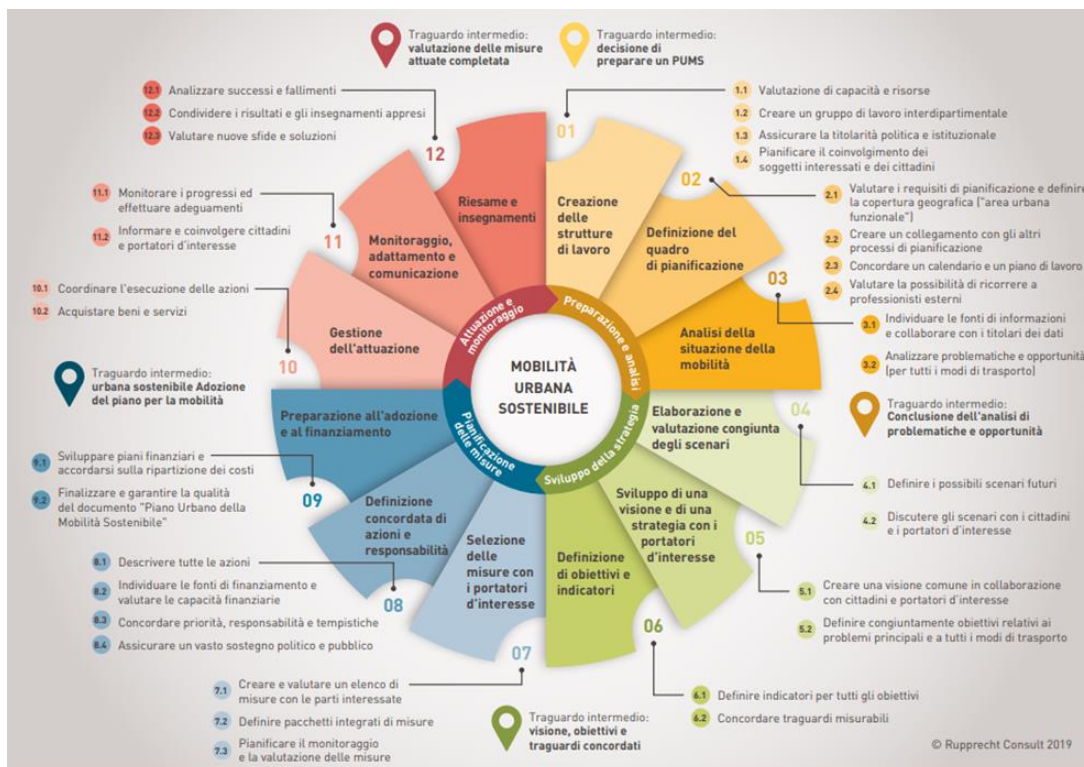 Traguardo intermedio:
valutazione delle misure
attuate completata
Traguardo intermedio:
decisione di
preparare un PUMS
12.1 Analizzare successi e fallimenti
12.2 Condividere i risultati e gli insegnamenti appresi
12.3 Valutare nuove sfide e soluzioni
1.1 Valutazione di capacità e risorse
1.2 Creare un gruppo di lavoro interdipartimentale
1.3 Assicurare la titolarità politica e istituzionale
1.4 Pianificare il coinvolgimento dei
soggetti interessati e dei cittadini
11.1 Monitorare i progressi ed
effettuare adeguamenti
11.2 Informare e coinvolgere cittadini
e portatori d'interesse
2.1 Valutare i requisiti di pianificazione e definire
la copertura geografica ("area urbana
funzionale")
2.2 Creare un collegamento con gli altri
processi di pianificazione
2.3 Concordare un calendario e un piano di lavoro
2.4 Valutare la possibilità di ricorrere a
professionisti esterni
10.1 Coordinare l'esecuzione delle azioni
10.2 Acquistare beni e servizi
3.1 Individuare le fonti di informazioni
e collaborare con i titolari dei dati
3.2 Analizzare problematiche e opportunità
(per tutti i modi di trasporto)
Traguardo intermedio:
urbana sostenibile Adozione
del piano per la mobilità
Traguardo intermedio:
Conclusione dell'analisi di
problematiche e opportunità
01
Creazione
delle
strutture
di lavoro
02
Definizione del
quadro
di pianificazione
03
Analisi della
situazione della
mobilità
04
Elaborazione e
valutazione congiunta
degli scenari
05
Sviluppo di una
visione e di una
strategia con i
portatori
d'interesse
06
Definizione
di obiettivi e
indicatori
07
Selezione
delle
misure con
i portatori
d'interesse
08
Definizione
concordata di
azioni e
responsabilità
09
Preparazione all'adozione
e al finanziamento
10
Gestione
dell'attuazione
11
Monitoraggio,
adattamento e
comunicazione
12
Riesame e
insegnamenti
Attuazione e
monitoraggio
Preparazione e analisi
Sviluppo della strategia
Pianificazione
delle misure
MOBILITÀ
URBANA
SOSTENIBILE
9.1 Sviluppare piani finanziari e
accordarsi sulla ripartizione dei costi
9.2 Finalizzare e garantire la qualità
del documento "Piano Urbano della
Mobilità Sostenibile"
4.1 Definire i possibili scenari futuri
4.2 Discutere gli scenari con i cittadini
e i portatori d'interesse
8.1 Descrivere tutte le azioni
8.2 Individuare le fonti di finanziamento e
valutare le capacità finanziarie
8.3 Concordare priorità, responsabilità e tempistiche
8.4 Assicurare un vasto sostegno politico e pubblico
5.1 Creare una visione comune in collaborazione
con cittadini e portatori d'interesse
5.2 Definire congiuntamente obiettivi relativi ai
problemi principali e a tutti i modi di trasporto
7.1 Creare e valutare un elenco di
misure con le parti interessate
7.2 Definire pacchetti integrati di misure
7.3 Pianificare il monitoraggio
e la valutazione delle misure
Traguardo intermedio:
visione, obiettivi e
traguardi concordati
6.1 Definire indicatori per tutti gli obiettivi
6.2 Concordare traguardi misurabili
© Rupprecht Consult 2019